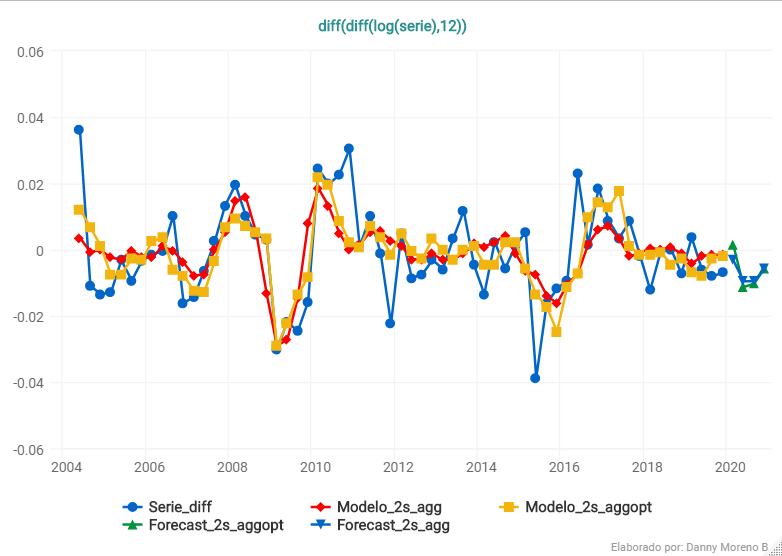 diff(diff(log(serie),12))
0.06
0.04
0.02
0
-0.02
-0.04
-0.06
2004 2006 2008 2010 2012 2014 2016 2018 2020
Serie_diff Modelo_2s_agg Modelo_2s_aggopt
Forecast_2s_aggopt Forecast_2s_agg
Elaborado por: Danny Moreno B